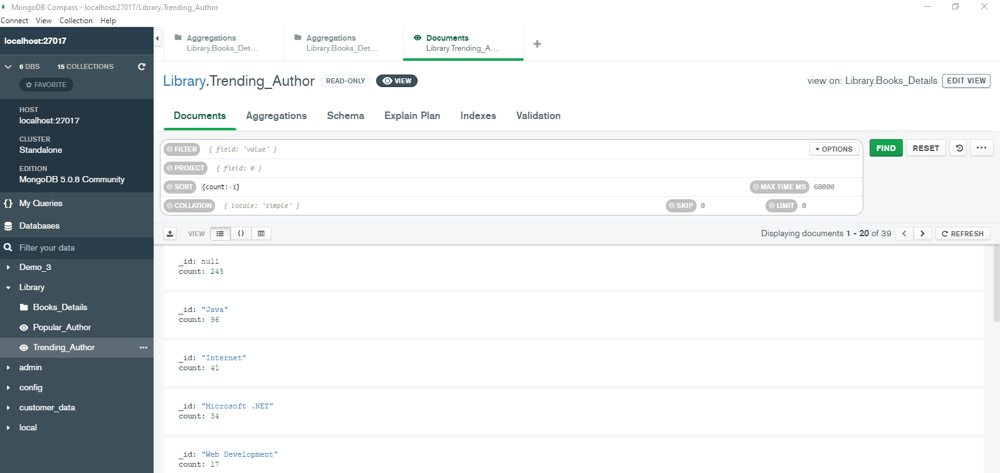 MongoDB Compass - localhost:27017/Library.Trending_Author
Connect View Collection Help
localhost:27017
6 DBS 15 COLLECTIONS
FAVORITE
HOST
localhost:27017
CLUSTER
Standalone
EDITION
MongoDB 5.0.8 Community
{} My Queries
Databases
Filter your data
Demo_3
Library
Books_Details
Popular_Author
Trending_Author
admin
config
customer_data
local
Aggregations
Library.Books_Det...
Aggregations
Library.Books_Det...
Documents
Library.Trending_A...
Library.Trending_Author READ-ONLY VIEW
view on: Library.Books_Details EDIT VIEW
Documents Aggregations Schema Explain Plan Indexes Validation
FILTER { field: 'value' } OPTIONS
FIND RESET
PROJECT { field: 0 }
SORT {count:-1} MAX TIME MS 60000
COLLATION { locale: 'simple' } SKIP 0 LIMIT 0
VIEW {}
Displaying documents 1 - 20 of 39 REFRESH
_id: null
count: 245
_id: "Java"
count: 96
_id: "Internet"
count: 41
_id: "Microsoft .NET"
count: 34
_id: "Web Development"
count: 17